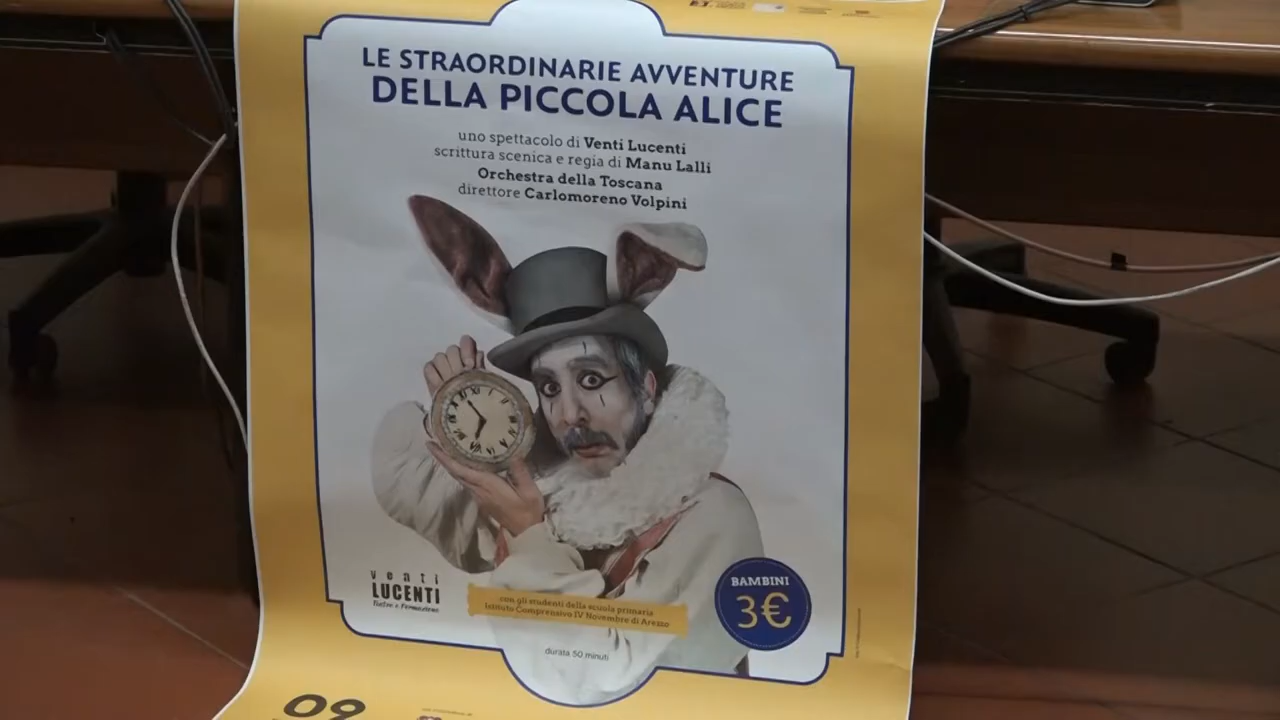 LE STRAORDINARIE AVVENTURE
DELLA PICCOLA ALICE
uno spettacolo di Venti Lucenti
scrittura scenica e regia di Manu Lalli
Orchestra della Toscana
direttore Carlomoreno Volpini
venti
LUCENTI
Teatro e Formazione
con gli studenti della scuola primaria
Istituto Comprensivo IV Novembre di Arezzo
BAMBINI
3€
durata 50 minuti
09